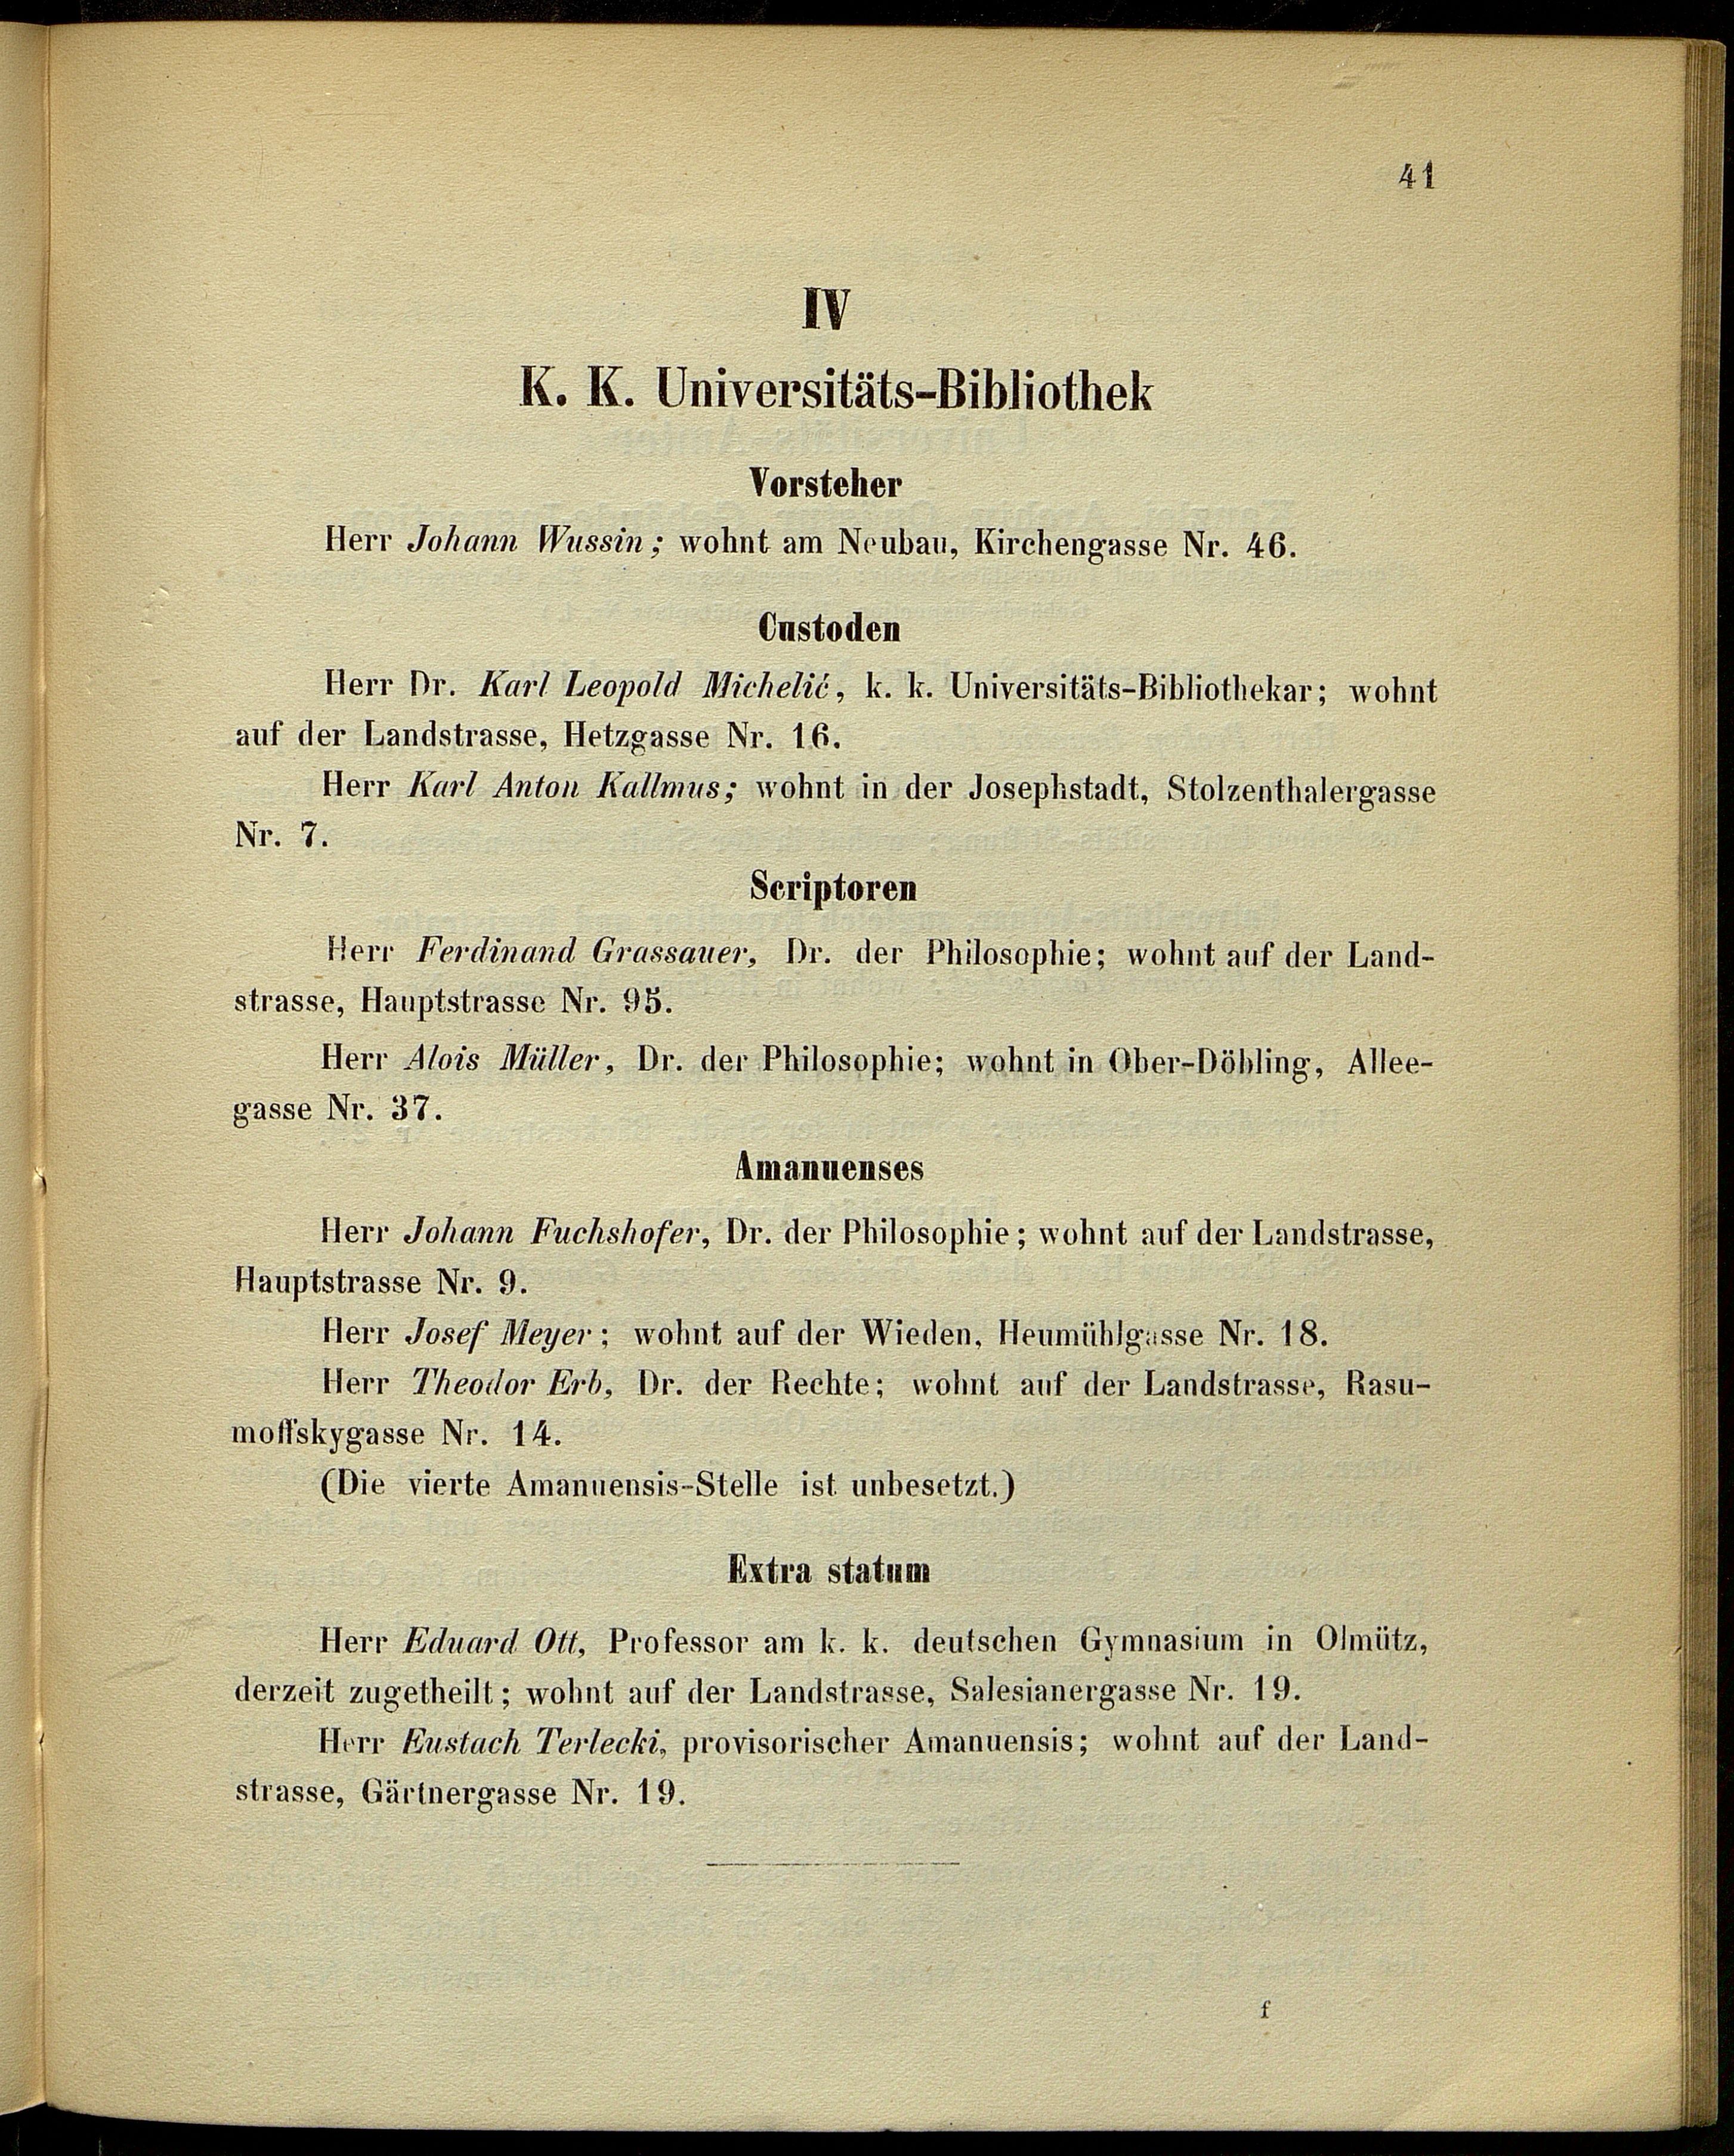 41
IV
K. K. Universitäts-Bibliothek
Vorsteher
Herr Johann Wussin; wohnt am Neubau, Kirchengasse Nr. 46.
Custoden
Herr Dr. Karl Leopold Michelić, k. k. Universitäts-Bibliothekar; wohnt
auf der Landstrasse, Hetzgasse Nr. 16.
Herr Karl Anton Kallmus; wohnt in der Josephstadt, Stolzenthalergasse
Nr. 7.
Scriptoren
Herr Ferdinand Grassauer, Dr. der Philosophie; wohnt auf der Land-
strasse, Hauptstrasse Nr. 95.
Herr Alois Müller, Dr. der Philosophie; wohnt in Ober-Döbling, Allee-
gasse Nr. 37.
Amanuenses
Herr Johann Fuchshofer, Dr. der Philosophie; wohnt auf der Landstrasse,
Hauptstrasse Nr. 9.
Herr Josef Meyer; wohnt auf der Wieden, Heumühlgasse Nr. 18.
Herr Theodor Erb, Dr. der Rechte; wohnt auf der Landstrasse, Rasu-
moffskygasse Nr. 14.
(Die vierte Amanuensis-Stelle ist unbesetzt.)
Extra statum
Herr Eduard Ott, Professor am k. k. deutschen Gymnasium in Olmütz,
derzeit zugetheilt; wohnt auf der Landstrasse, Salesianergasse Nr. 19.
Herr Eustach Terlecki, provisorischer Amanuensis; wohnt auf der Land-
strasse, Gärtnergasse Nr. 19.
f